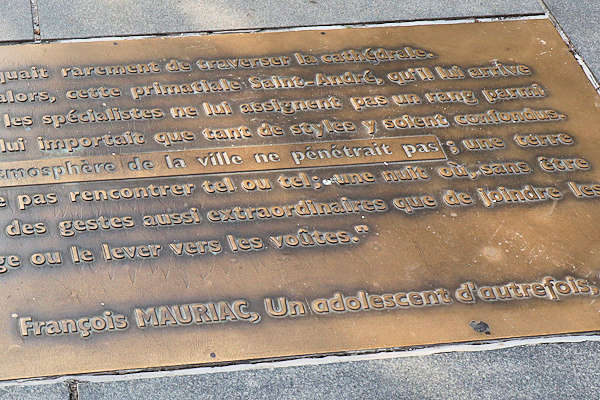 quait rarement de traverser la cathédrale.
alors, cette primatiale Saint-André, qu'il lui arrive
les spécialistes ne lui assignent pas un rang parmi
lui importait que tant de styles y soient confondus.
atmosphère de la ville ne pénétrait pas ; une terre
e pas rencontrer tel ou tel ; une nuit où, sans être
des gestes aussi extraordinaires que de joindre les
ge ou le lever vers les voûtes."
François MAURIAC, Un adolescent d'autrefois,